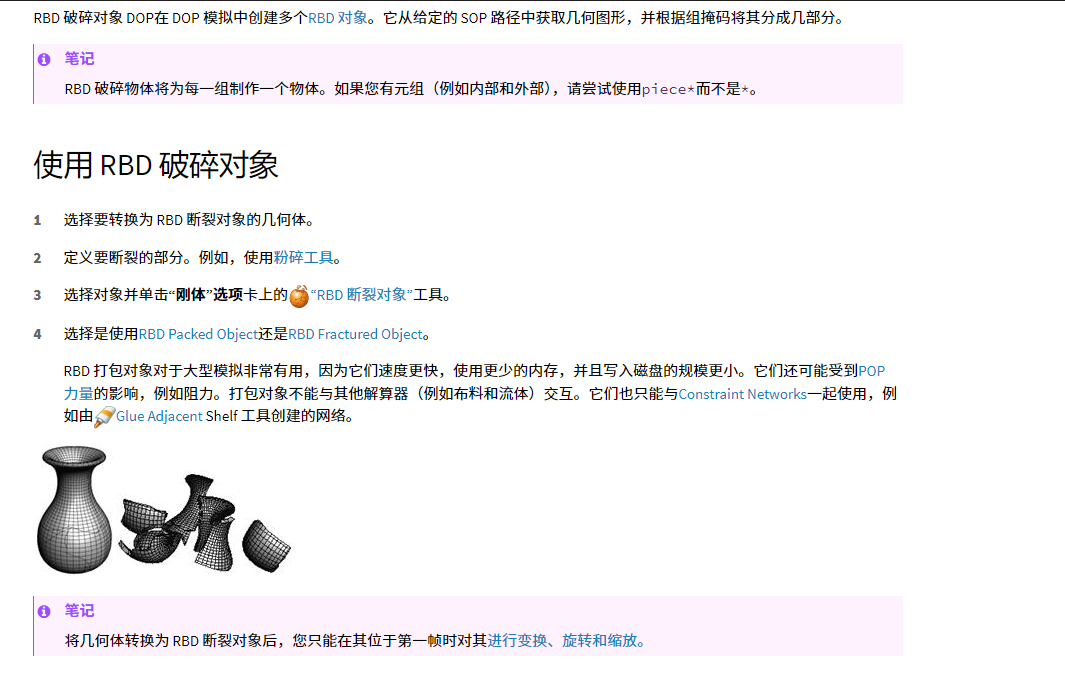 RBD 破碎对象 DOP在 DOP 模拟中创建多个RBD 对象。它从给定的 SOP 路径中获取几何图形，并根据组掩码将其分成几部分。
笔记
RBD 破碎物体将为每一组制作一个物体。如果您有元组（例如内部和外部），请尝试使用piece*而不是*。
使用 RBD 破碎对象
1 选择要转换为 RBD 断裂对象的几何体。
2 定义要断裂的部分。例如，使用粉碎工具。
3 选择对象并单击“刚体”选项卡上的“RBD 断裂对象”工具。
4 选择是使用RBD Packed Object还是RBD Fractured Object。
RBD 打包对象对于大型模拟非常有用，因为它们速度更快，使用更少的内存，并且写入磁盘的规模更小。它们还可能受到POP
力量的影响，例如阻力。打包对象不能与其他解算器（例如布料和流体）交互。它们也只能与Constraint Networks一起使用，例
如由Glue Adjacent Shelf 工具创建的网络。
笔记
将几何体转换为 RBD 断裂对象后，您只能在其位于第一帧时对其进行变换、旋转和缩放。